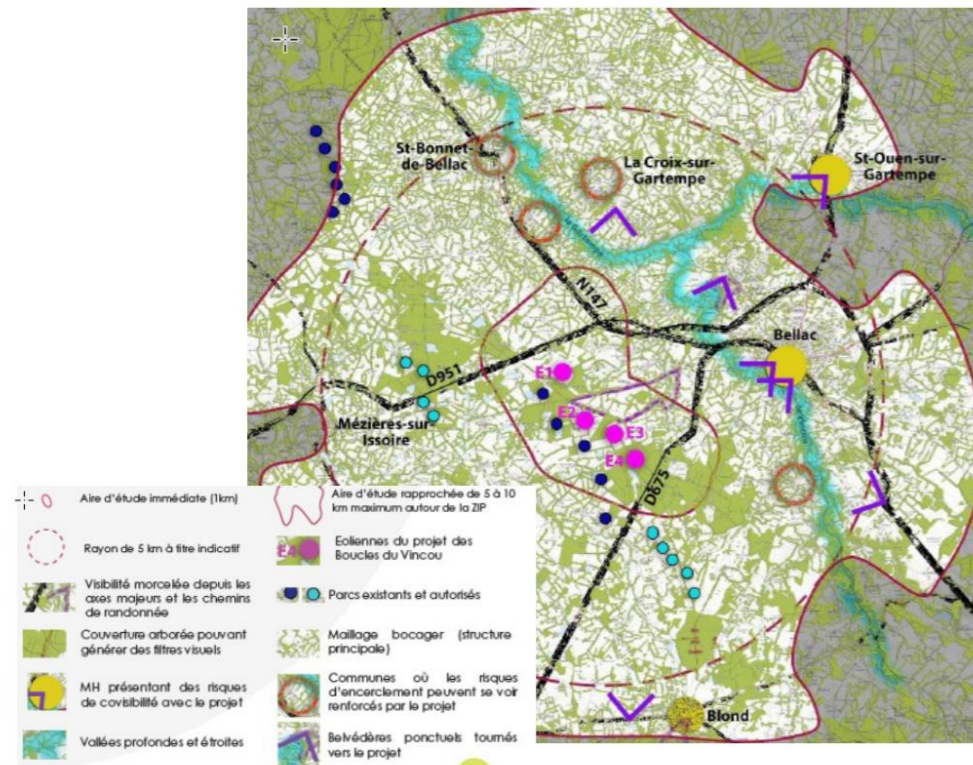 St-Bonnet-
de-Bellac
La Croix-sur-
Gartempe
St-Ouen-sur-
Gartempe
N147
Bellac
E1
D951
E2
E3
Mézières-sur-
Issoire
E4
D675
Blond
Aire d'étude immédiate (1km)
Rayon de 5 km à titre indicatif
Visibilité morcelée depuis les
axes majeurs et les chemins
de randonnée
Couverture arborée pouvant
générer des filtres visuels
MH présentant des risques
de covisibilité avec le projet
Vallées profondes et étroites
Aire d'étude rapprochée de 5 à 10
km maximum autour de la ZIP
E4
Eoliennes du projet des
Boucles du Vincou
Parcs existants et autorisés
Maillage bocager (structure
principale)
Communes où les risques
d'encerclement peuvent se voir
renforcés par le projet
Belvédères ponctuels tournés
vers le projet